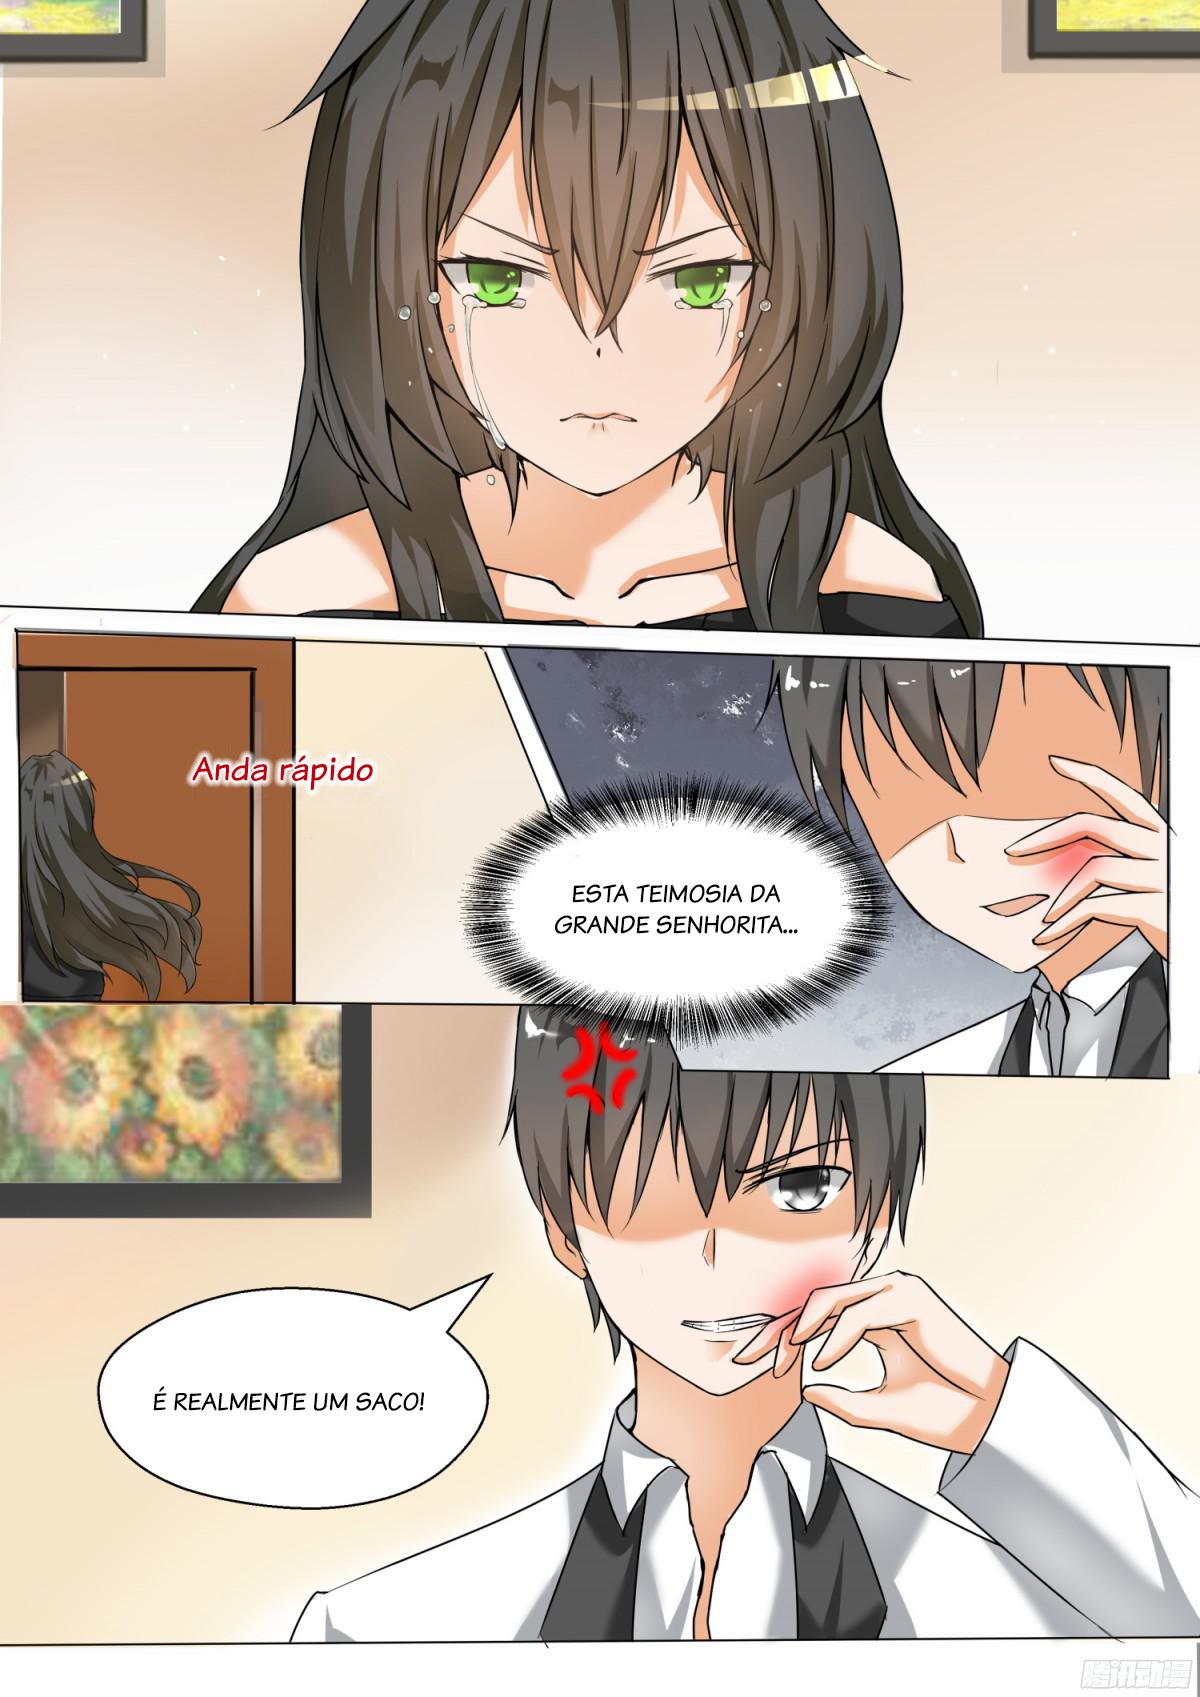 Anda rápido
ESTA TEIMOSIA DA
GRANDE SENHORITA...
É REALMENTE UM SACO!
腾讯动漫